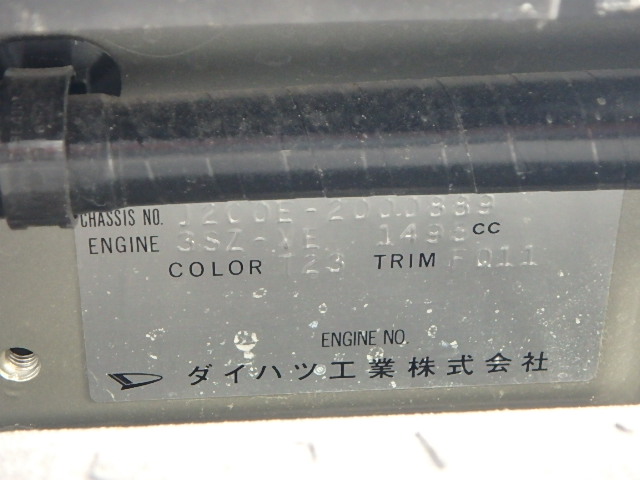 CHASSIS NO. J200E-2000889
ENGINE 3SZ-VE 1495 CC
COLOR T23 TRIM FQ11
ENGINE NO.
ダイハツ工業株式会社